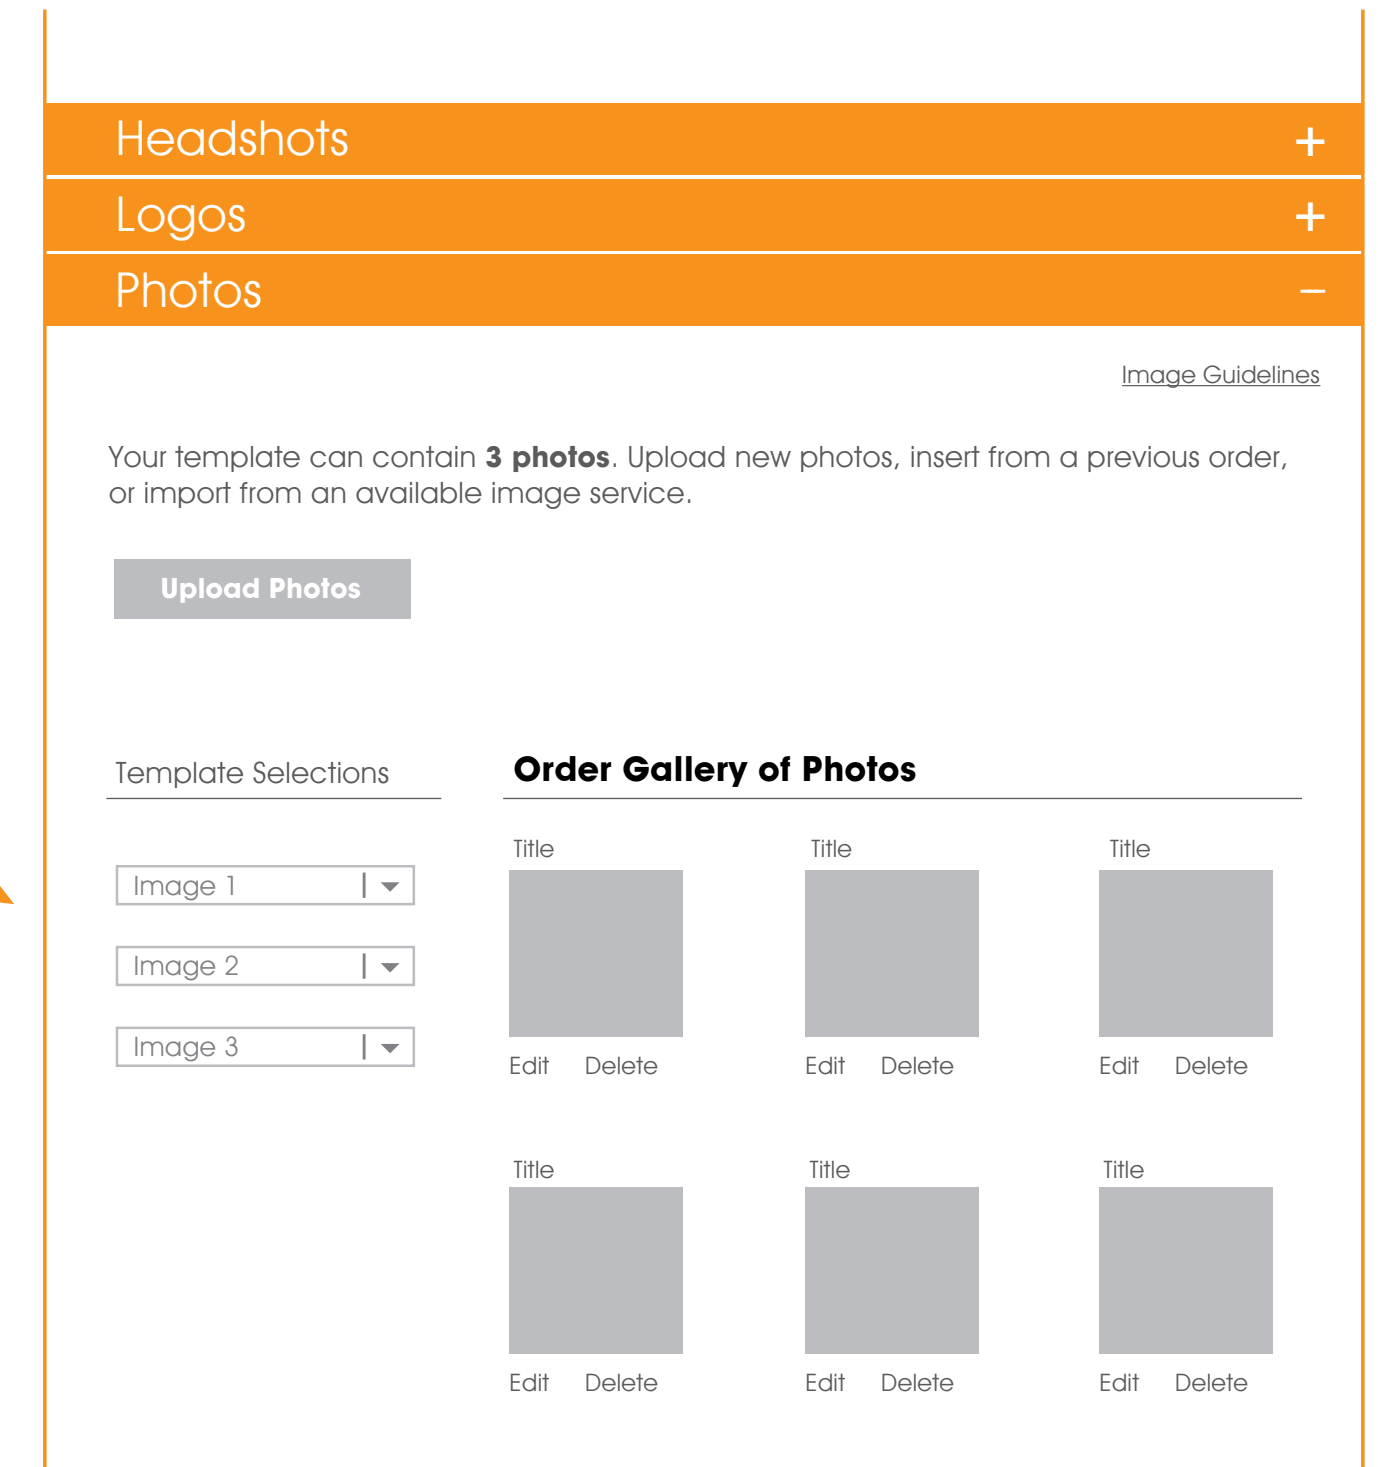 Headshots +
Logos +
Photos –
Image Guidelines
Your template can contain 3 photos. Upload new photos, insert from a previous order,
or import from an available image service.
Upload Photos
Template Selections
Image 1
Image 2
Image 3
Order Gallery of Photos
Title Title Title
Edit Delete Edit Delete Edit Delete
Title Title Title
Edit Delete Edit Delete Edit Delete